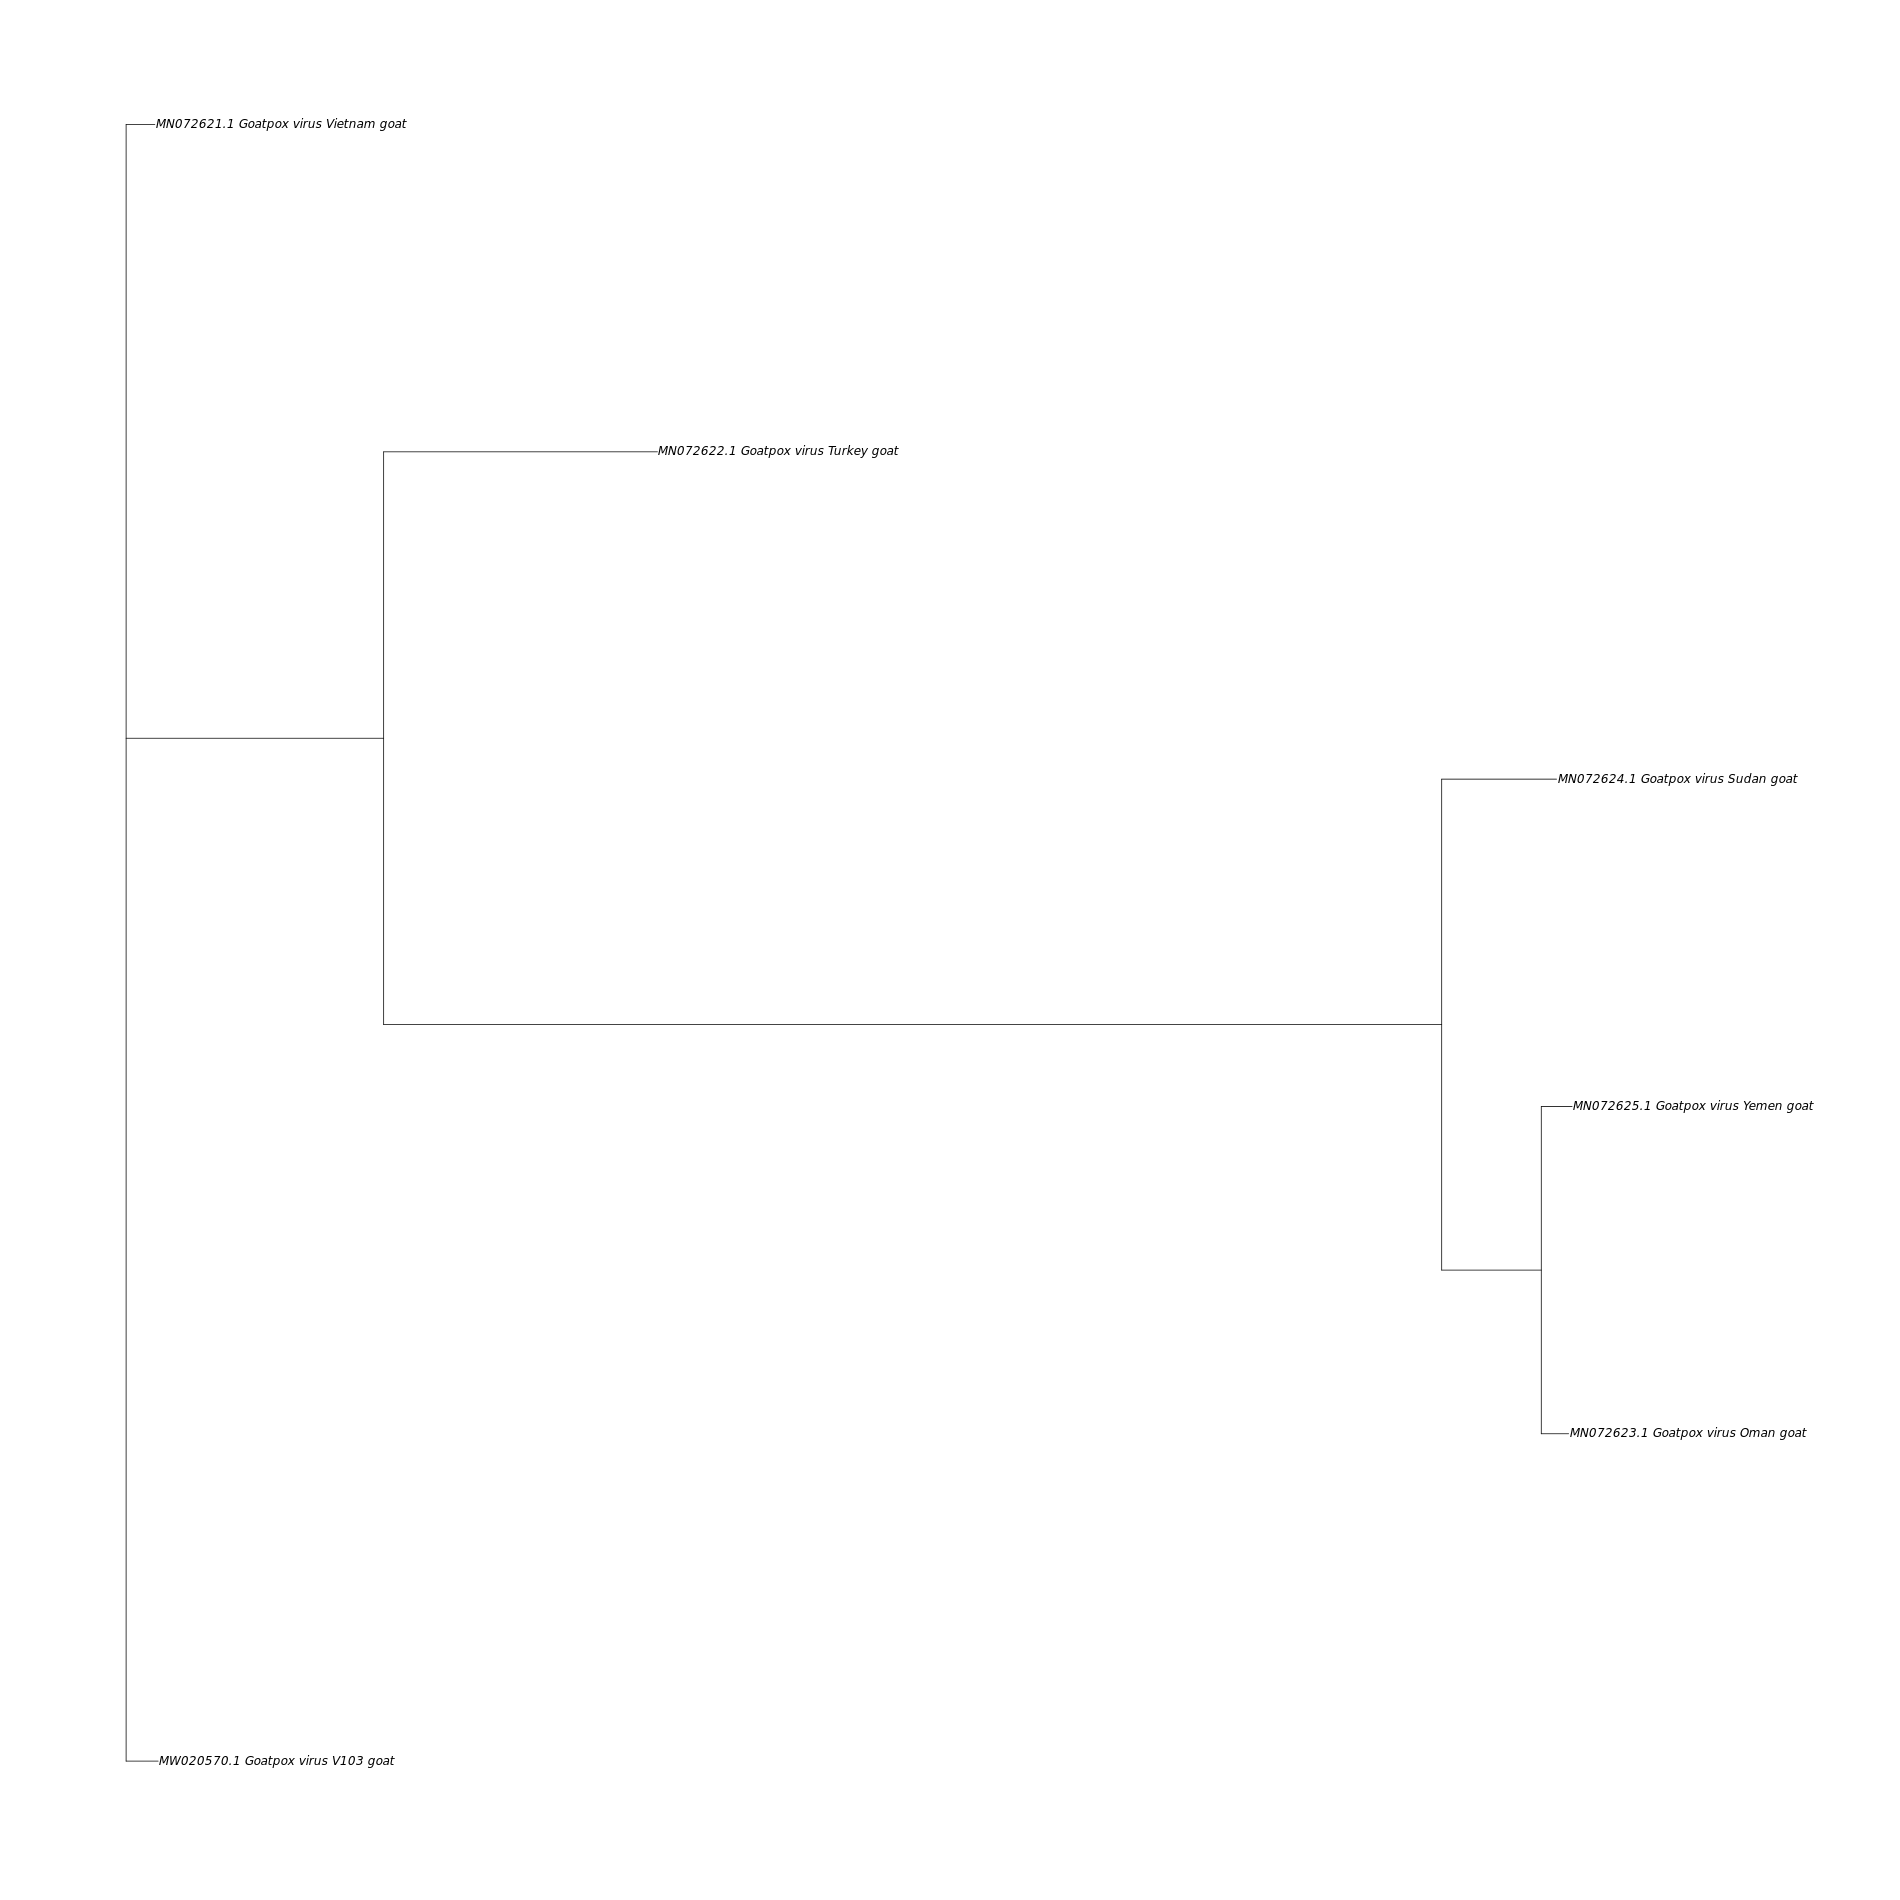 MN072621.1 Goatpox virus Vietnam goat
MN072622.1 Goatpox virus Turkey goat
MN072624.1 Goatpox virus Sudan goat
MN072625.1 Goatpox virus Yemen goat
MN072623.1 Goatpox virus Oman goat
MW020570.1 Goatpox virus V103 goat